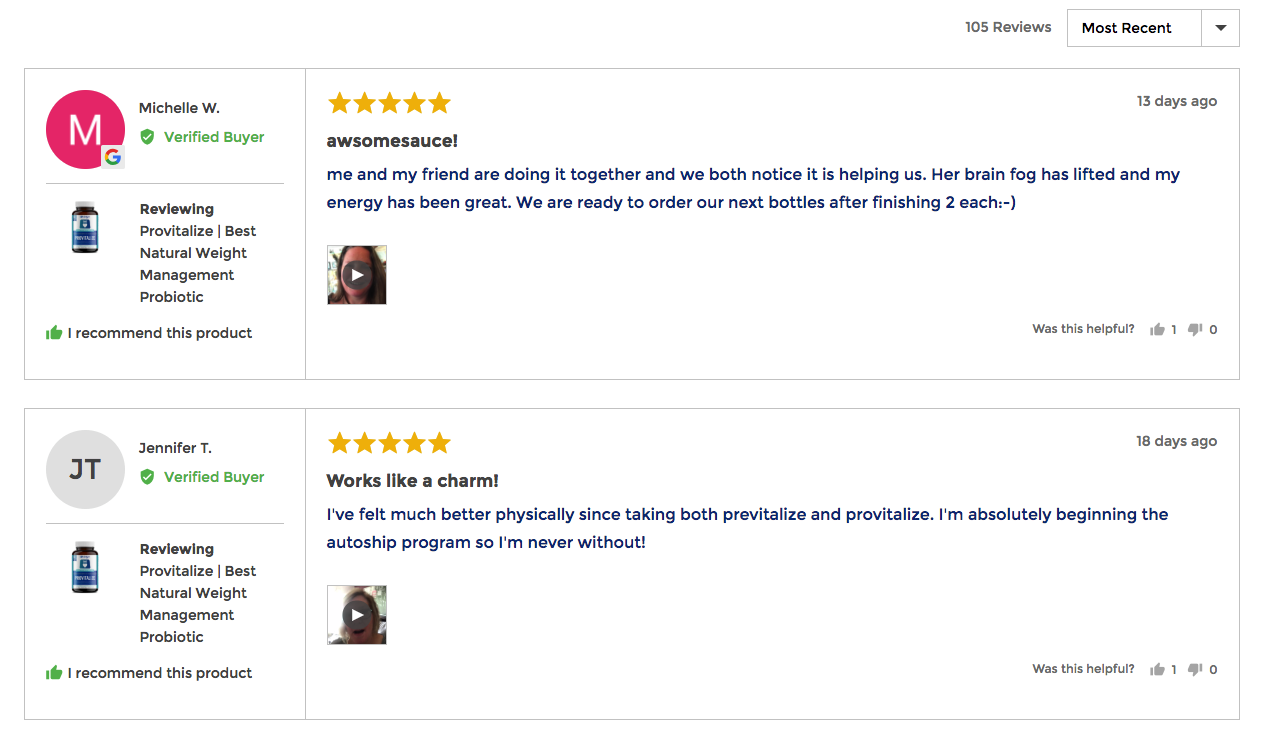 105 Reviews
Most Recent
M
Michelle W.
Verified Buyer
Reviewing
Provitalize | Best
Natural Weight
Management
Probiotic
PROVITALIZE
I recommend this product
13 days ago
awsomesauce!
me and my friend are doing it together and we both notice it is helping us. Her brain fog has lifted and my
energy has been great. We are ready to order our next bottles after finishing 2 each:-)
Was this helpful? 1 0
JT
Jennifer T.
Verified Buyer
Reviewing
Provitalize | Best
Natural Weight
Management
Probiotic
PROVITALIZE
I recommend this product
18 days ago
Works like a charm!
I've felt much better physically since taking both previtalize and provitalize. I'm absolutely beginning the
autoship program so I'm never without!
Was this helpful? 1 0